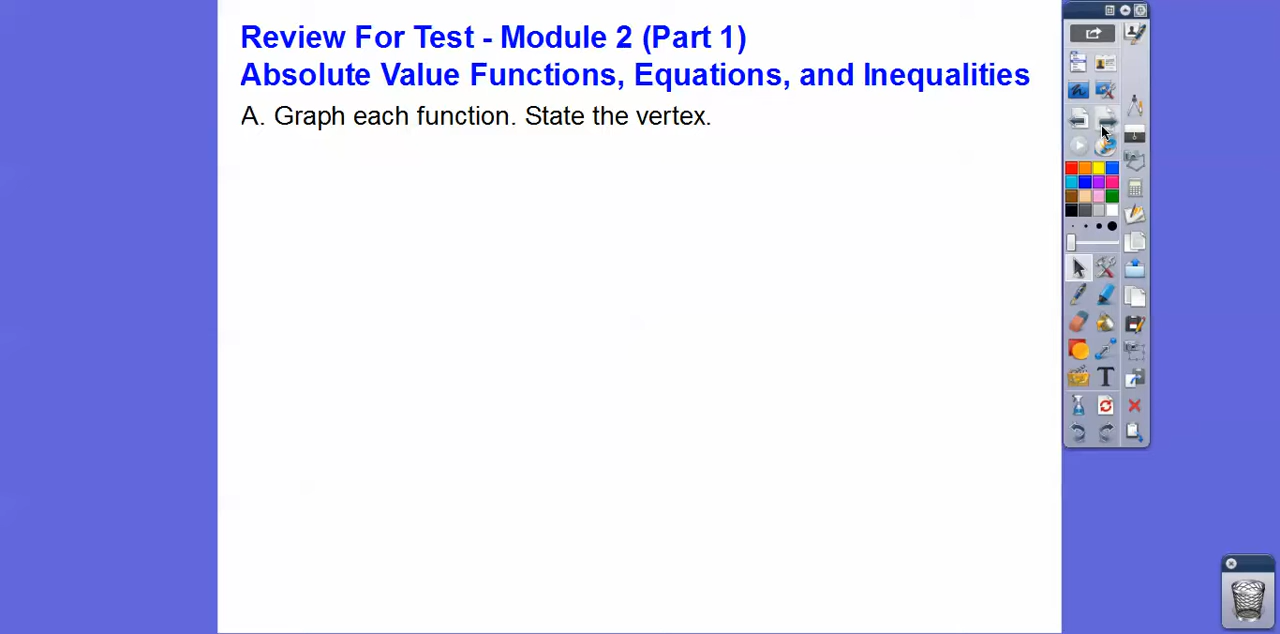 Review For Test - Module 2 (Part 1)
Absolute Value Functions, Equations, and Inequalities
A. Graph each function. State the vertex.